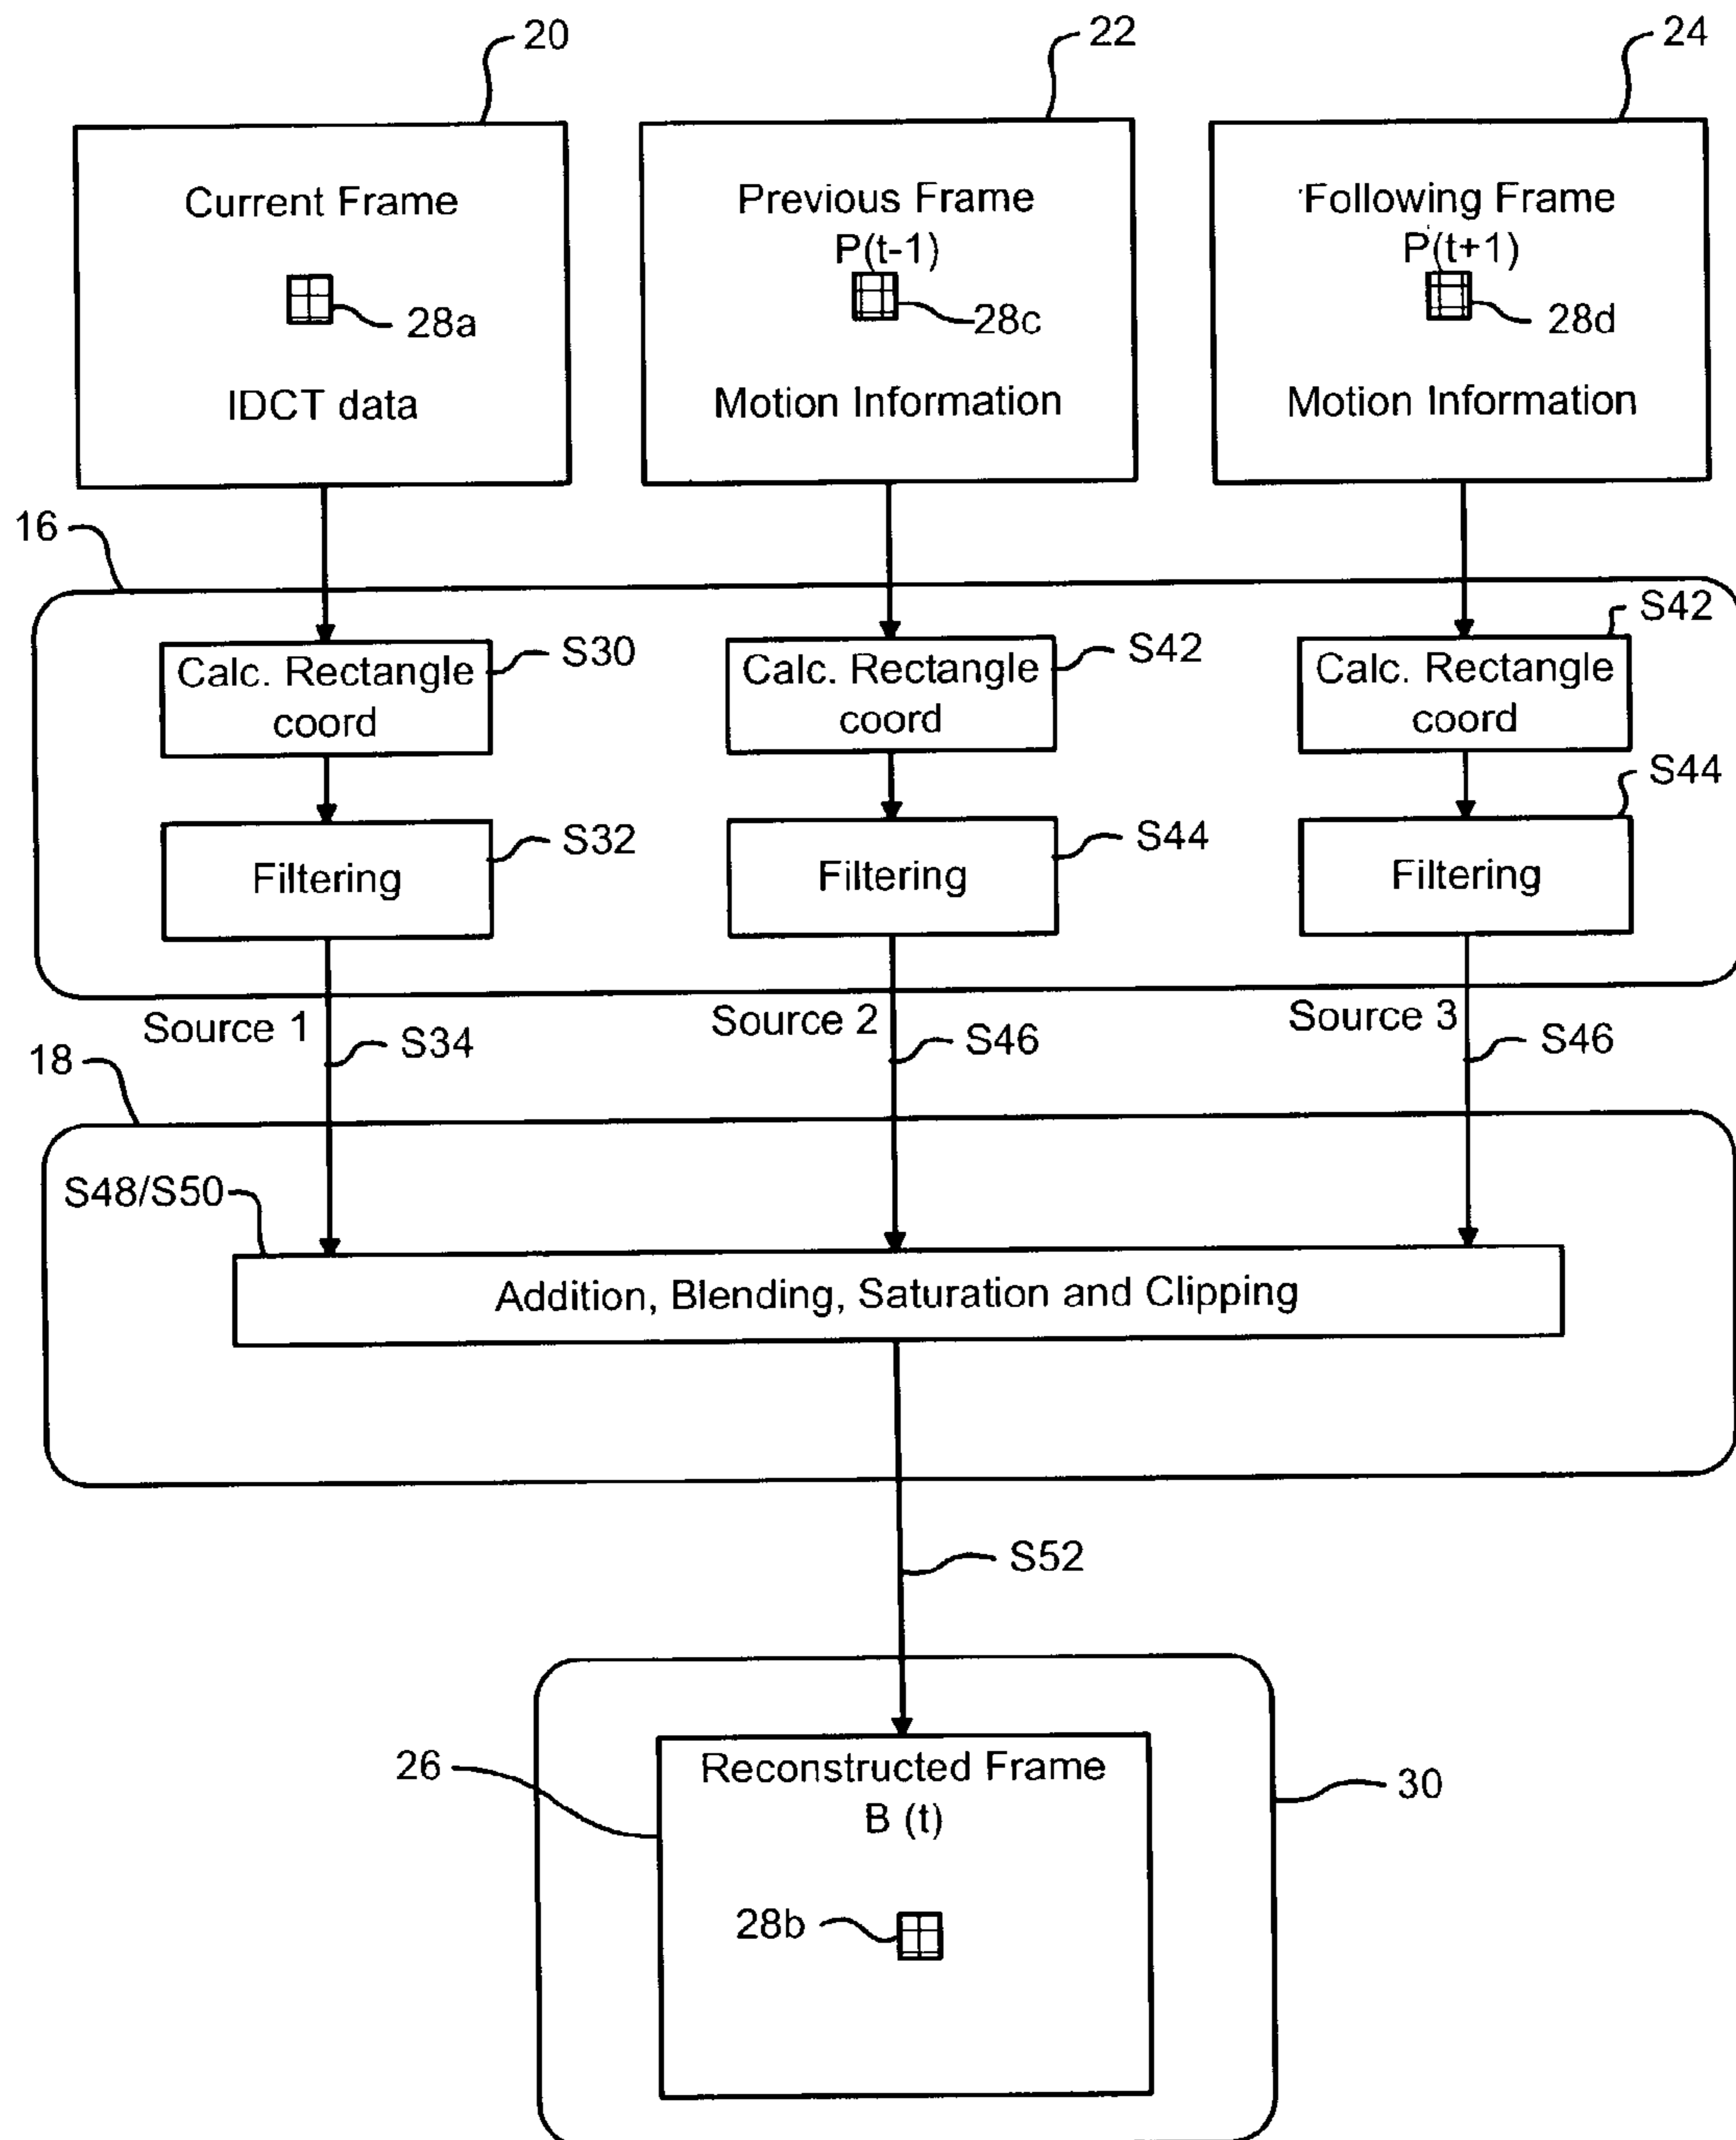 20
22
24
Current Frame
28a
IDCT data
Previous Frame
P(t-1)
28c
Motion Information
Following Frame
P(t+1)
28d
Motion Information
16
Calc. Rectangle
coord
S30
Calc. Rectangle
coord
S42
Calc. Rectangle
coord
S42
Filtering
S32
Filtering
S44
Filtering
S44
Source 1
S34
Source 2
S46
Source 3
S46
18
S48/S50
Addition, Blending, Saturation and Clipping
S52
26
Reconstructed Frame
B (t)
30
28b